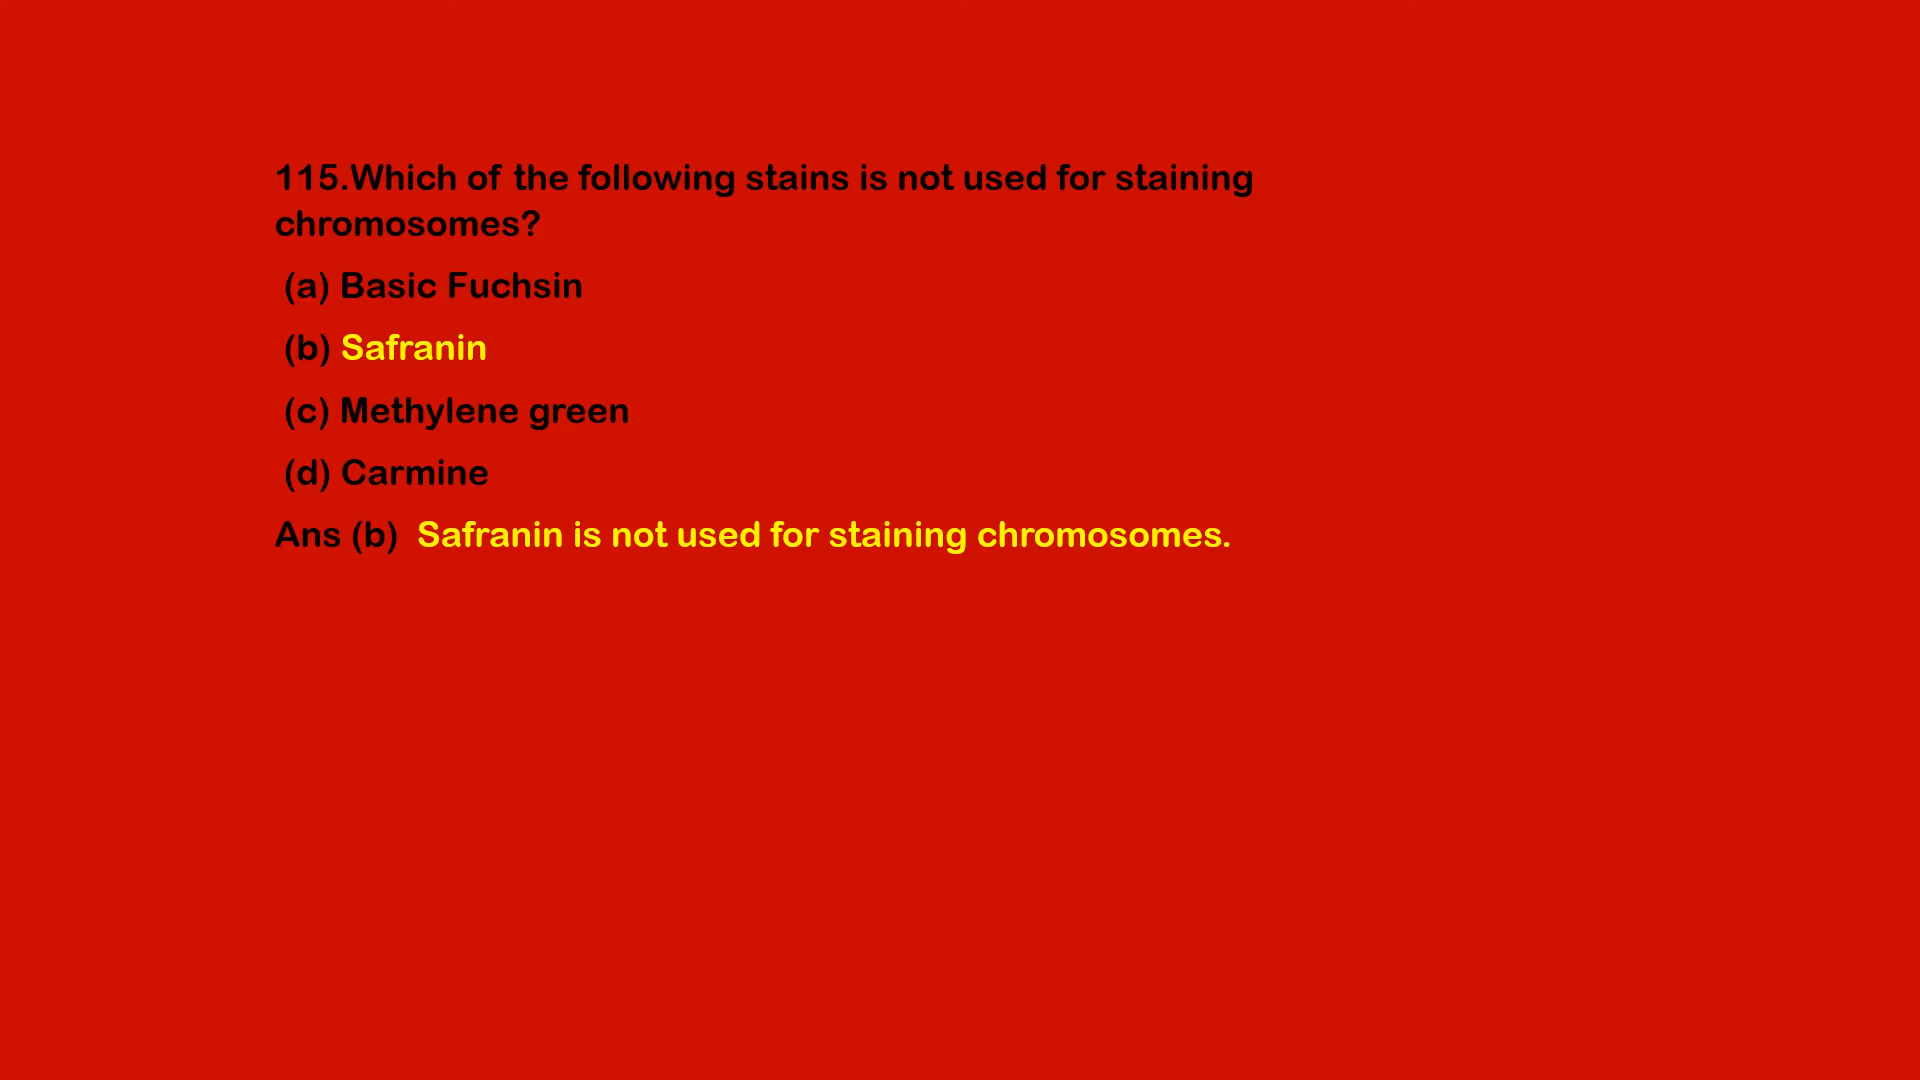 115.Which of the following stains is not used for staining
chromosomes?
(a) Basic Fuchsin
(b) Safranin
(c) Methylene green
(d) Carmine
Ans (b)  Safranin is not used for staining chromosomes.